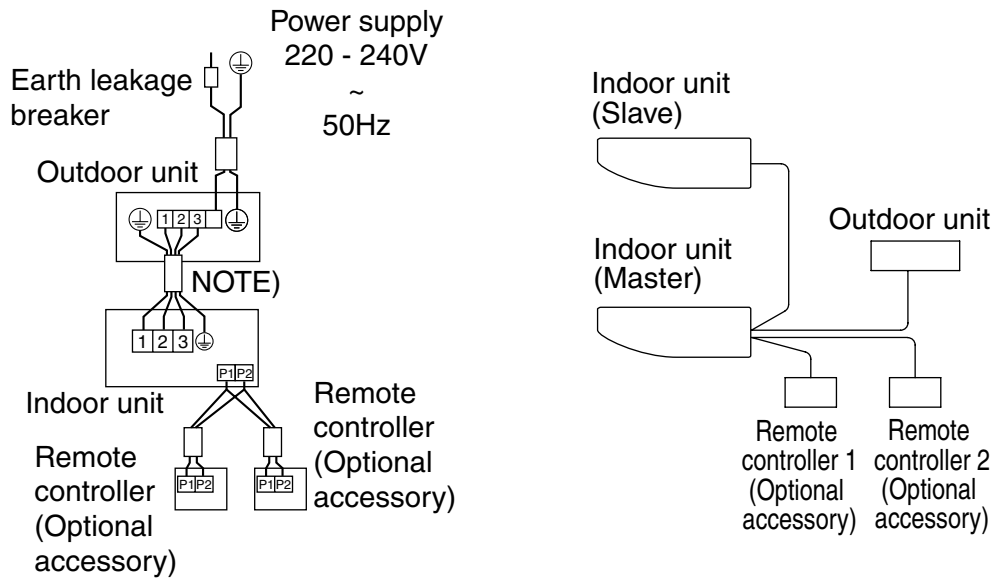 Power supply
220 - 240V
~
50Hz
Earth leakage
breaker
Outdoor unit
1 2 3
NOTE)
1 2 3
P1 P2
Indoor unit
Remote
controller
(Optional
accessory)
P1 P2
Remote
controller
(Optional
accessory)
P1 P2
Indoor unit
(Slave)
Indoor unit
(Master)
Outdoor unit
Remote
controller 1
(Optional
accessory)
Remote
controller 2
(Optional
accessory)